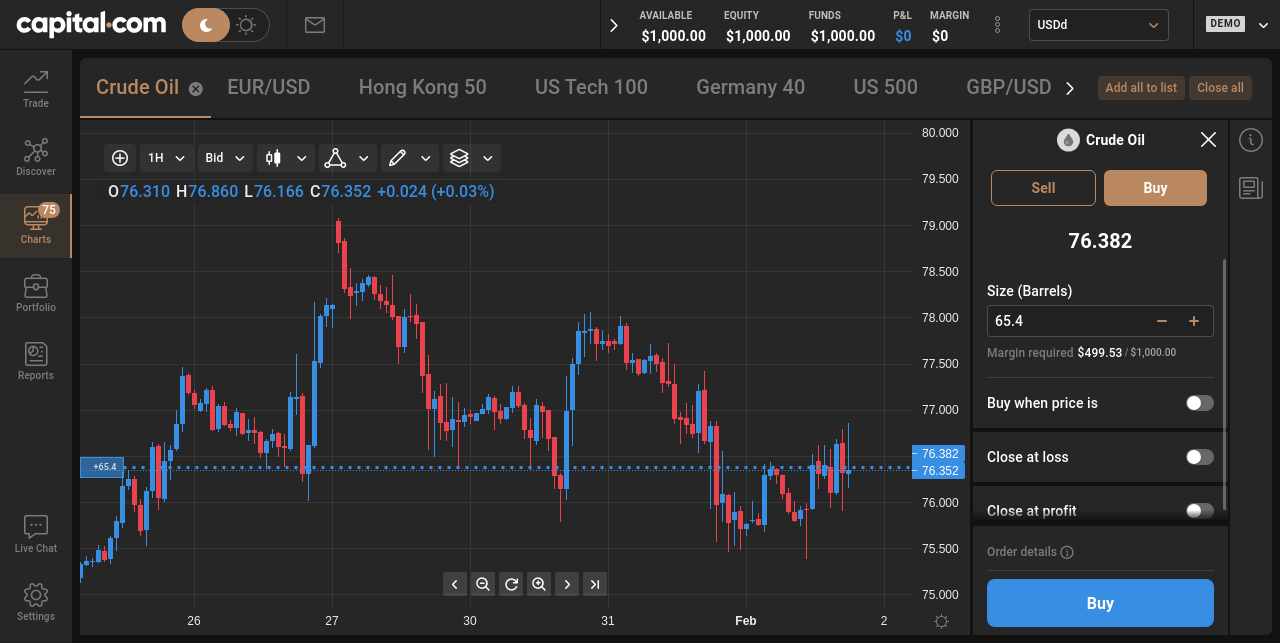 capital.com
AVAILABLE EQUITY FUNDS P&L MARGIN
$1,000.00 $1,000.00 $1,000.00 $0 $0
USDd
DEMO
Trade
Discover
75
Charts
Portfolio
Reports
Live Chat
Settings
Crude Oil EUR/USD Hong Kong 50 US Tech 100 Germany 40 US 500 GBP/USD
Add all to list Close all
1H Bid
O76.310 H76.860 L76.166 C76.352 +0.024 (+0.03%)
80.000
79.500
79.000
78.500
78.000
77.500
77.000
76.382
76.352
76.000
75.500
75.000
+65.4
26 27 30 31 Feb 2
Crude Oil
Sell Buy
76.382
Size (Barrels)
65.4
Margin required $499.53 / $1,000.00
Buy when price is
Close at loss
Close at profit
Order details
Buy